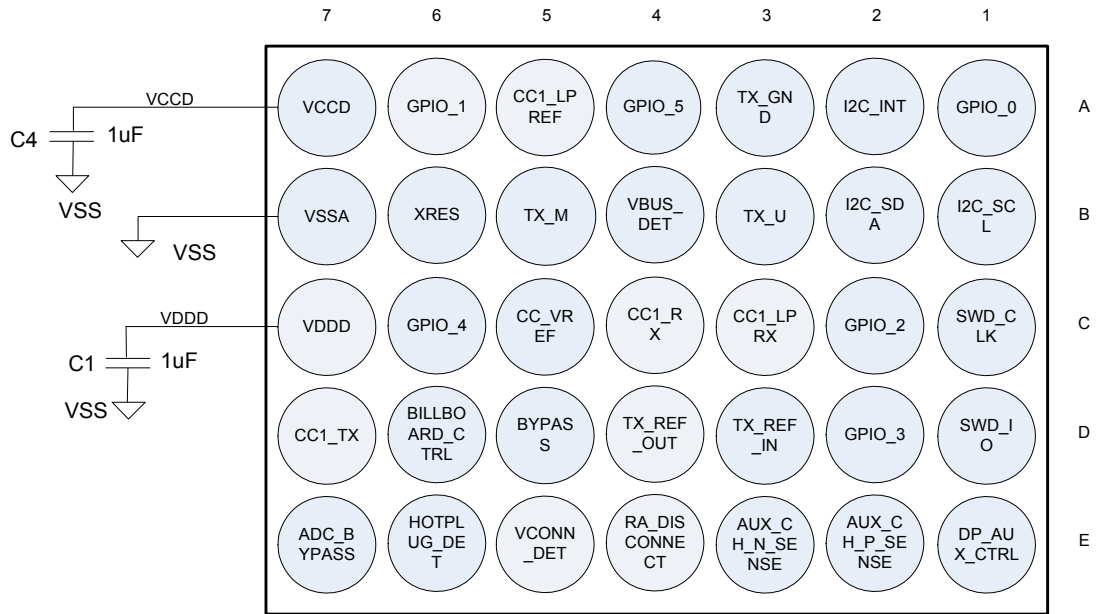 7 6 5 4 3 2 1
VCCD
C4
1uF
VSS
VCCD
GPIO_1
CC1_LP
REF
GPIO_5
TX_GN
D
I2C_INT
GPIO_0
A
VSS
VSSA
XRES
TX_M
VBUS_
DET
TX_U
I2C_SD
A
I2C_SC
L
B
VDDD
C1
1uF
VSS
VDDD
GPIO_4
CC_VR
EF
CC1_R
X
CC1_LP
RX
GPIO_2
SWD_C
LK
C
CC1_TX
BILLBO
ARD_C
TRL
BYPAS
S
TX_REF
_OUT
TX_REF
_IN
GPIO_3
SWD_I
O
D
ADC_B
YPASS
HOTPL
UG_DE
T
VCONN
_DET
RA_DIS
CONNE
CT
AUX_C
H_N_SE
NSE
AUX_C
H_P_SE
NSE
DP_AU
X_CTRL
E